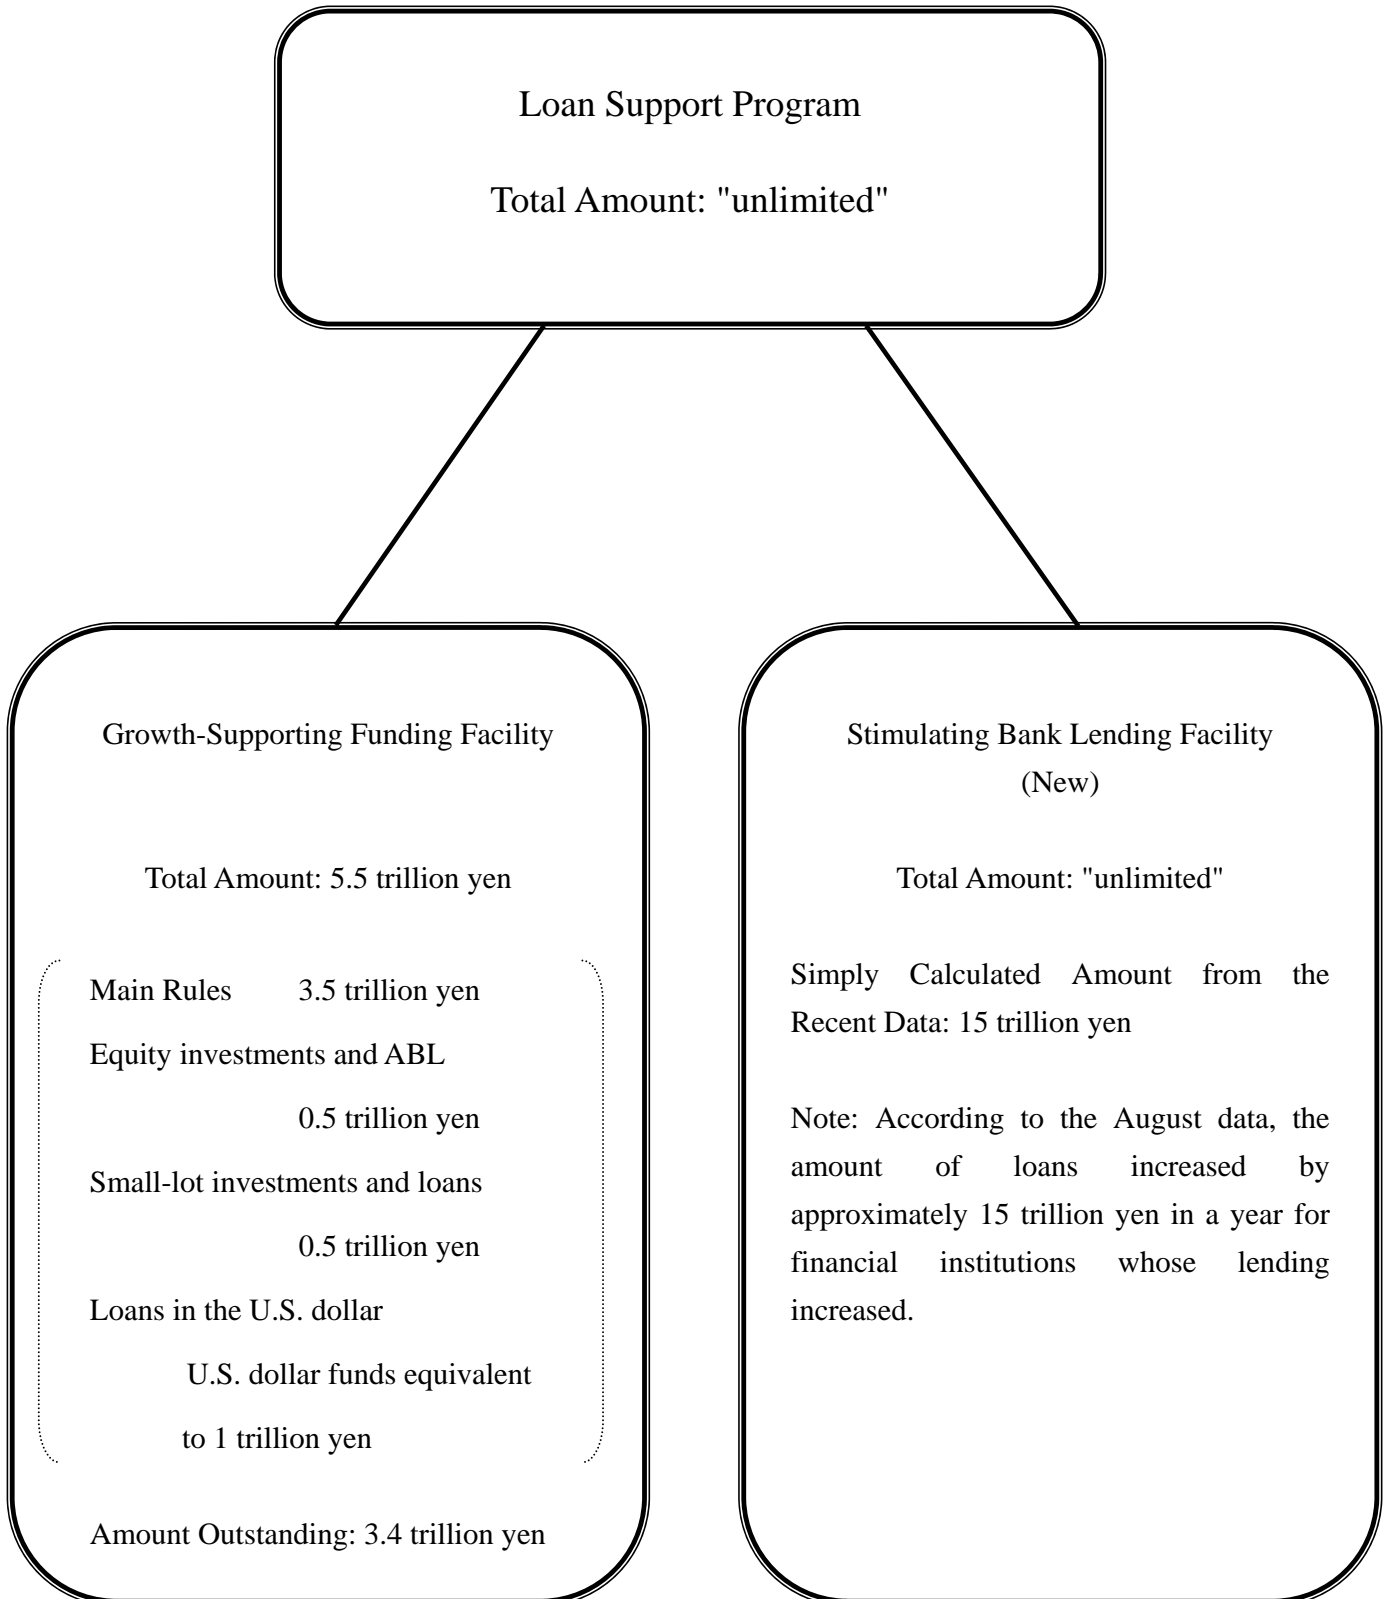 Loan Support Program
Total Amount: "unlimited"
Growth-Supporting Funding Facility
Total Amount: 5.5 trillion yen
Main Rules 3.5 trillion yen
Equity investments and ABL
0.5 trillion yen
Small-lot investments and loans
0.5 trillion yen
Loans in the U.S. dollar
U.S. dollar funds equivalent
to 1 trillion yen
Amount Outstanding: 3.4 trillion yen
Stimulating Bank Lending Facility
(New)
Total Amount: "unlimited"
Simply Calculated Amount from the
Recent Data: 15 trillion yen
Note: According to the August data, the
amount of loans increased by
approximately 15 trillion yen in a year for
financial institutions whose lending
increased.